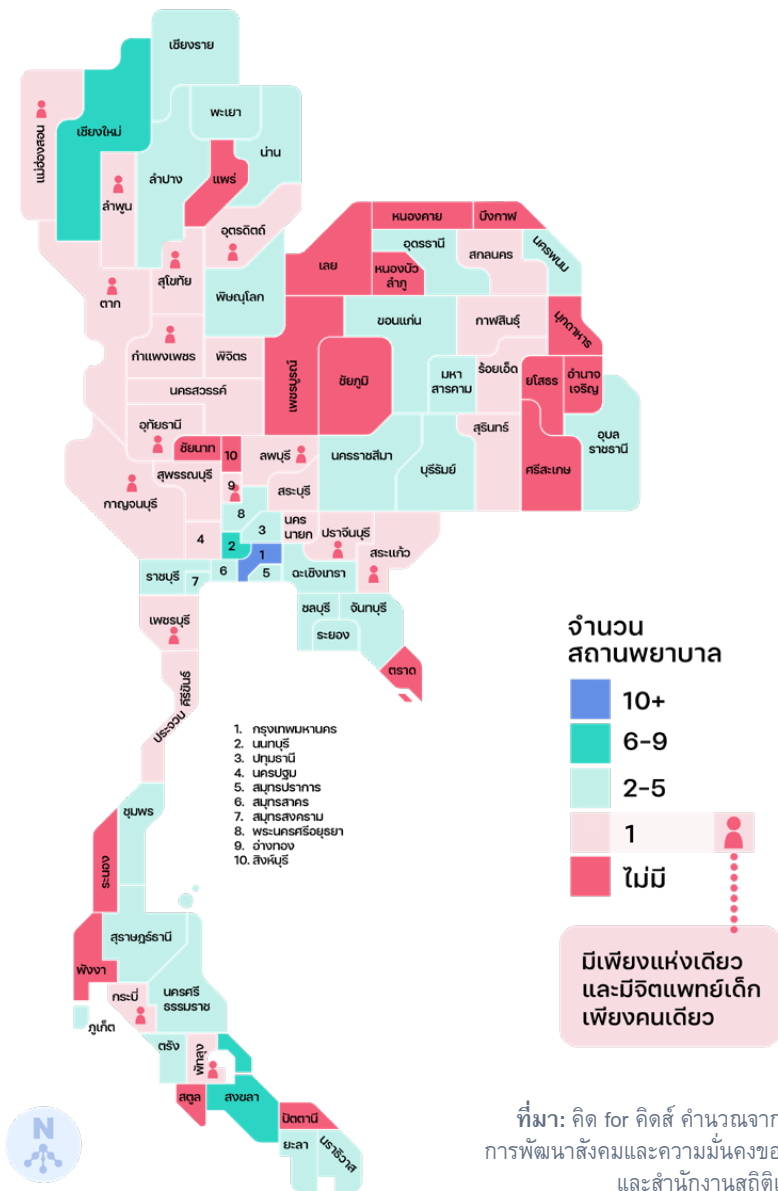 เชียงราย
พะเยา
แม่ฮ่องสอน
เชียงใหม่
น่าน
ลำปาง
แพร่
ลำพูน
อุตรดิตถ์
หนองคาย
บึงกาฬ
เลย
อุดรธานี
สกลนคร
นครพนม
ตาก
สุโขทัย
พิษณุโลก
หนองบัว
ลำภู
ขอนแก่น
กาฬสินธุ์
มุกดาหาร
กำแพงเพชร
พิจิตร
เพชรบูรณ์
ชัยภูมิ
มหา
สารคาม
ร้อยเอ็ด
ยโสธร
อำนาจ
เจริญ
นครสวรรค์
อุทัยธานี
ชัยนาท
10
ลพบุรี
นครราชสีมา
บุรีรัมย์
สุรินทร์
ศรีสะเกษ
อุบล
ราชธานี
กาญจนบุรี
สุพรรณบุรี
9
สระบุรี
8
4
2
3
1
นคร
นายก
ปราจีนบุรี
สระแก้ว
ราชบุรี
7
6
5
ฉะเชิงเทรา
เพชรบุรี
ชลบุรี
จันทบุรี
ระยอง
ตราด
ประจวบ คีรีขันธ์
1. กรุงเทพมหานคร
2. นนทบุรี
3. ปทุมธานี
4. นครปฐม
5. สมุทรปราการ
6. สมุทรสาคร
7. สมุทรสงคราม
8. พระนครศรีอยุธยา
9. อ่างทอง
10. สิงห์บุรี
จำนวน
สถานพยาบาล
10+
6-9
2-5
1
ไม่มี
มีเพียงแห่งเดียว
และมีจิตแพทย์เด็ก
เพียงคนเดียว
ชุมพร
ระนอง
สุราษฎร์ธานี
พังงา
กระบี่
นครศรี
ธรรมราช
ภูเก็ต
ตรัง
พัทลุง
สตูล
สงขลา
ปัตตานี
ยะลา
นราธิวาส
N
ที่มา: คิด for คิดส์ คำนวณจาก
การพัฒนาสังคมและความมั่นคงขอ
และสำนักงานสถิติ